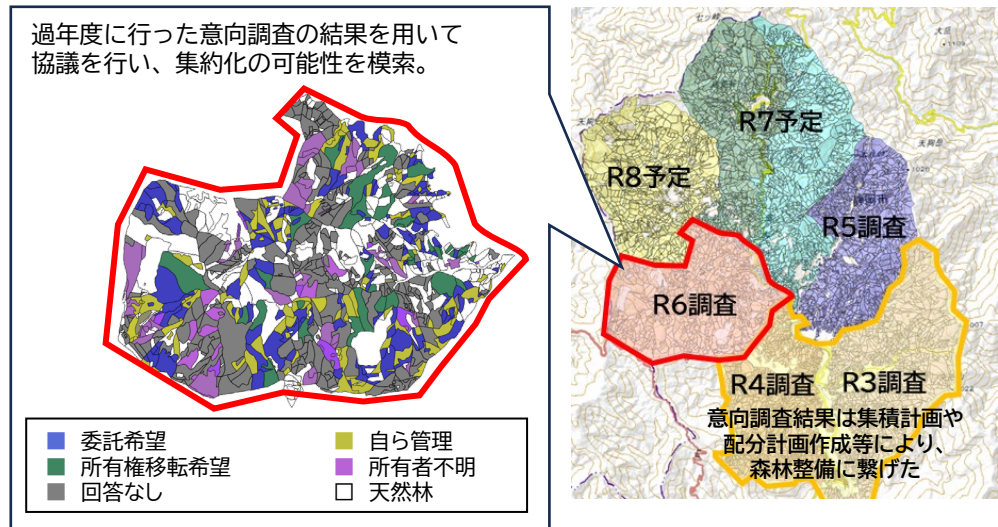 過年度に行った意向調査の結果を用いて
協議を行い、集約化の可能性を模索。
委託希望
自ら管理
所有権移転希望
所有者不明
回答なし
天然林
R7予定
R8予定
R5調査
R6調査
R4調査
R3調査
意向調査結果は集積計画や
配分計画作成等により、
森林整備に繋げた